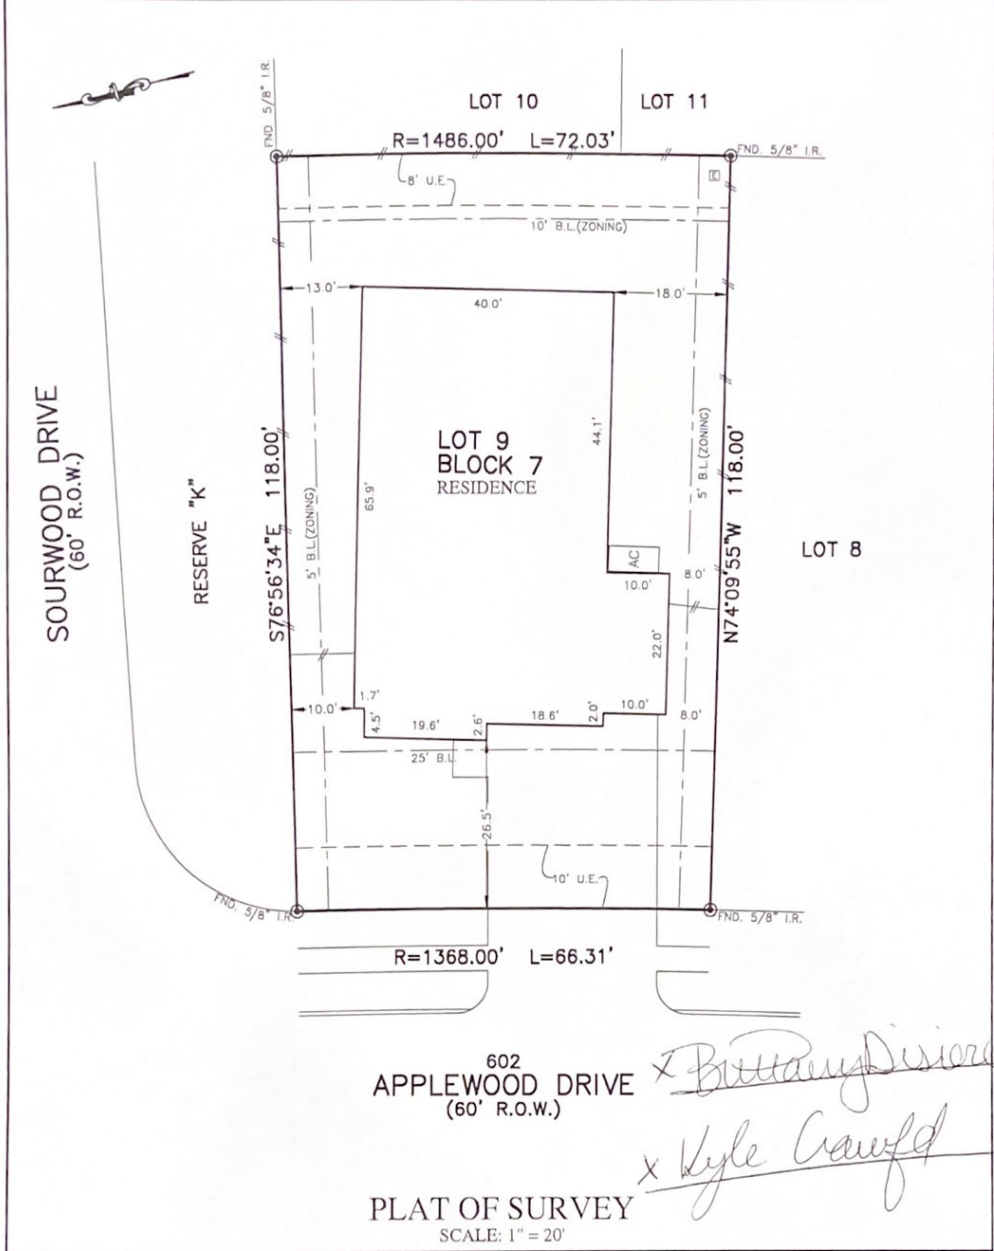 FND 5/8" I.R.
LOT 10
LOT 11
R=1486.00' L=72.03'
FND. 5/8" I.R.
8' U.E.
E
10' B.L.(ZONING)
13.0'
18.0'
40.0'
44.1'
LOT 9
BLOCK 7
RESIDENCE
65.9'
SOURWOOD DRIVE
(60' R.O.W.)
RESERVE "K"
S76°56'34"E 118.00'
5' B.L.(ZONING)
5' B.L.(ZONING)
N74°09'55"W 118.00'
LOT 8
AC
10.0'
8.0'
22.0'
1.7'
10.0'
4.5'
19.6'
2.6'
18.6'
2.0'
10.0'
8.0'
25' B.L.
26.5'
10' U.E.
FND. 5/8" I.R.
FND. 5/8" I.R.
R=1368.00' L=66.31'
602
APPLEWOOD DRIVE
(60' R.O.W.)
x Brittany
x Kyle Crawfd
PLAT OF SURVEY
SCALE: 1" = 20'